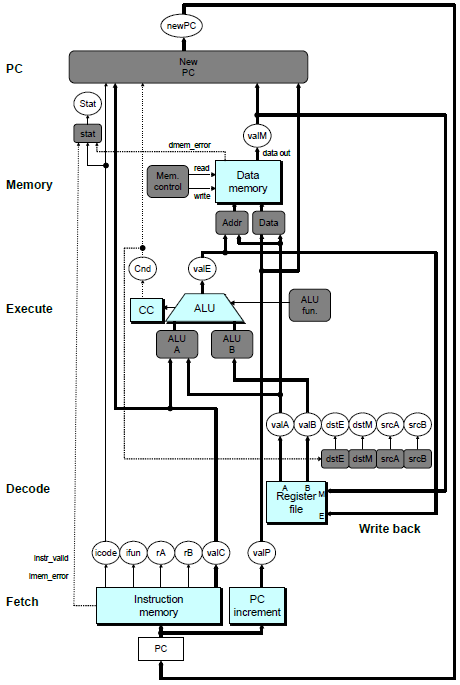 newPC
PC
New
PC
Stat
stat
valM
dmem_error
data out
Memory
Mem.
control
read
write
Data
memory
Addr
Data
Cnd
valE
Execute
CC
ALU
ALU
fun.
ALU
A
ALU
B
valA
valB
dstE
dstM
srcA
srcB
dstE
dstM
srcA
srcB
Decode
A
B
M
Register
file
E
Write back
instr_valid
imem_error
icode
ifun
rA
rB
valC
valP
Fetch
Instruction
memory
PC
increment
PC